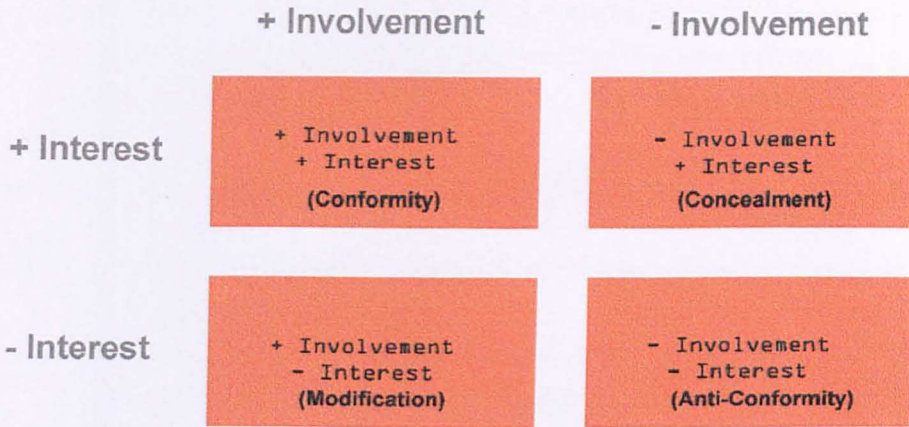 + Involvement
- Involvement
+ Interest
+ Involvement
+ Interest
(Conformity)
- Involvement
+ Interest
(Concealment)
- Interest
+ Involvement
- Interest
(Modification)
- Involvement
- Interest
(Anti-Conformity)